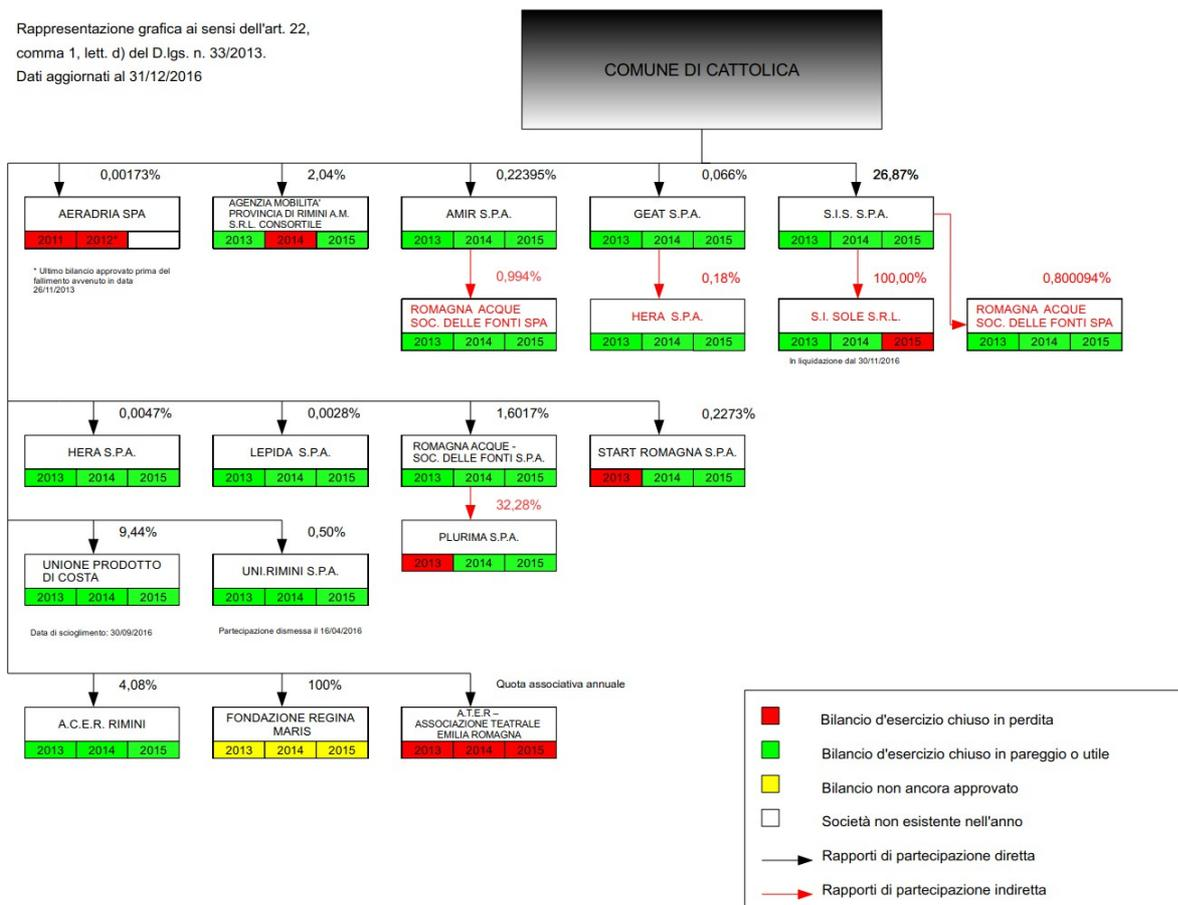 Rappresentazione grafica ai sensi dell'art. 22,
comma 1, lett. d) del D.lgs. n. 33/2013.
Dati aggiornati al 31/12/2016
COMUNE DI CATTOLICA
0,00173%
2,04%
0,22395%
0,066%
26,87%
AERADRIA SPA
2011 2012*
AGENZIA MOBILITA'
PROVINCIA DI RIMINI A.M.
S.R.L. CONSORTILE
2013 2014 2015
AMIR S.P.A.
2013 2014 2015
GEAT S.P.A.
2013 2014 2015
S.I.S. S.P.A.
2013 2014 2015
* Ultimo bilancio approvato prima del
fallimento avvenuto in data
26/11/2013
0,994%
0,18%
100,00%
0,800094%
ROMAGNA ACQUE
SOC. DELLE FONTI SPA
2013 2014 2015
HERA S.P.A.
2013 2014 2015
S.I. SOLE S.R.L.
2013 2014 2015
In liquidazione dal 30/11/2016
ROMAGNA ACQUE
SOC. DELLE FONTI SPA
2013 2014 2015
0,0047%
0,0028%
1,6017%
0,2273%
HERA S.P.A.
2013 2014 2015
LEPIDA S.P.A.
2013 2014 2015
ROMAGNA ACQUE -
SOC. DELLE FONTI S.P.A.
2013 2014 2015
START ROMAGNA S.P.A.
2013 2014 2015
32,28%
PLURIMA S.P.A.
2013 2014 2015
9,44%
0,50%
UNIONE PRODOTTO
DI COSTA
2013 2014 2015
UNI.RIMINI S.P.A.
2013 2014 2015
Data di scioglimento: 30/09/2016
Partecipazione dismessa il 16/04/2016
4,08%
100%
Quota associativa annuale
A.C.E.R. RIMINI
2013 2014 2015
FONDAZIONE REGINA
MARIS
2013 2014 2015
A.T.E.R –
ASSOCIAZIONE TEATRALE
EMILIA ROMAGNA
2013 2014 2015
Bilancio d'esercizio chiuso in perdita
Bilancio d'esercizio chiuso in pareggio o utile
Bilancio non ancora approvato
Società non esistente nell'anno
Rapporti di partecipazione diretta
Rapporti di partecipazione indiretta